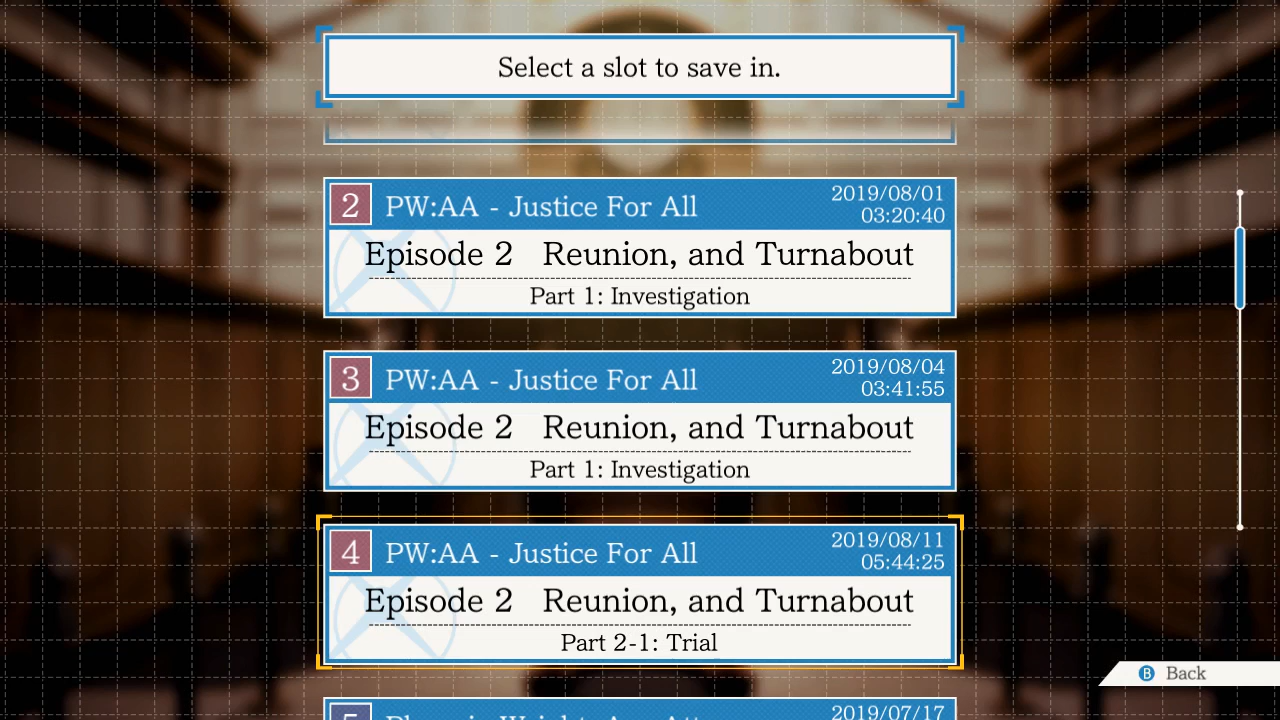 Select a slot to save in.
2 PW:AA - Justice For All 2019/08/01
03:20:40
Episode 2 Reunion, and Turnabout
Part 1: Investigation
3 PW:AA - Justice For All 2019/08/04
03:41:55
Episode 2 Reunion, and Turnabout
Part 1: Investigation
4 PW:AA - Justice For All 2019/08/11
05:44:25
Episode 2 Reunion, and Turnabout
Part 2-1: Trial
B Back
5 2019/07/17